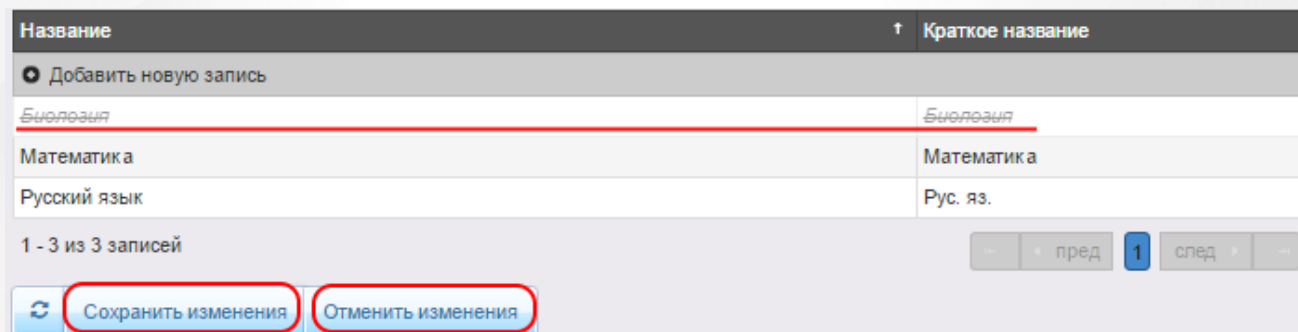 Название ↑ Краткое название
Добавить новую запись
Биология Биология
Математика Математика
Русский язык Рус. яз.
1 - 3 из 3 записей пред 1 след
Сохранить изменения Отменить изменения